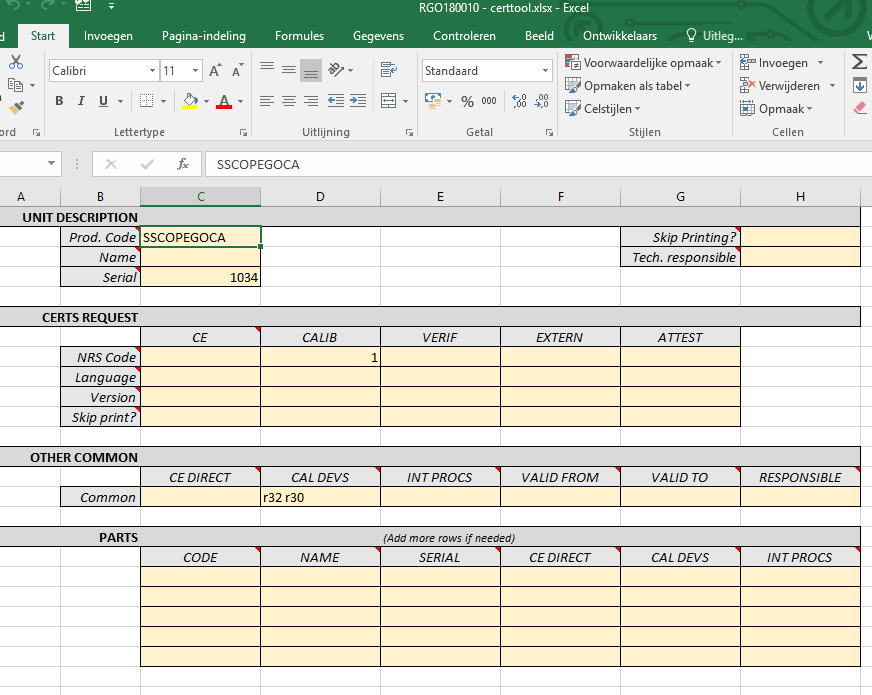 RGO180010 - certtool.xlsx - Excel
Start Invoegen Pagina-indeling Formules Gegevens Controleren Beeld Ontwikkelaars Uitleg...
Calibri 11 A A Standaard Voorwaardelijke opmaak Invoegen
Opmaken als tabel Verwijderen
B I U A % 000 Celstijlen Opmaak
ord Lettertype Uitlijning Getal Stijlen Cellen
fx SSCOPEGOCA
A B C D E F G H
UNIT DESCRIPTION
Prod. Code SSCOPEGOCA Skip Printing?
Name Tech. responsible
Serial 1034
CERTS REQUEST
CE CALIB VERIF EXTERN ATTEST
NRS Code 1
Language
Version
Skip print?
OTHER COMMON
CE DIRECT CAL DEVS INT PROCS VALID FROM VALID TO RESPONSIBLE
Common r32 r30
PARTS (Add more rows if needed)
CODE NAME SERIAL CE DIRECT CAL DEVS INT PROCS